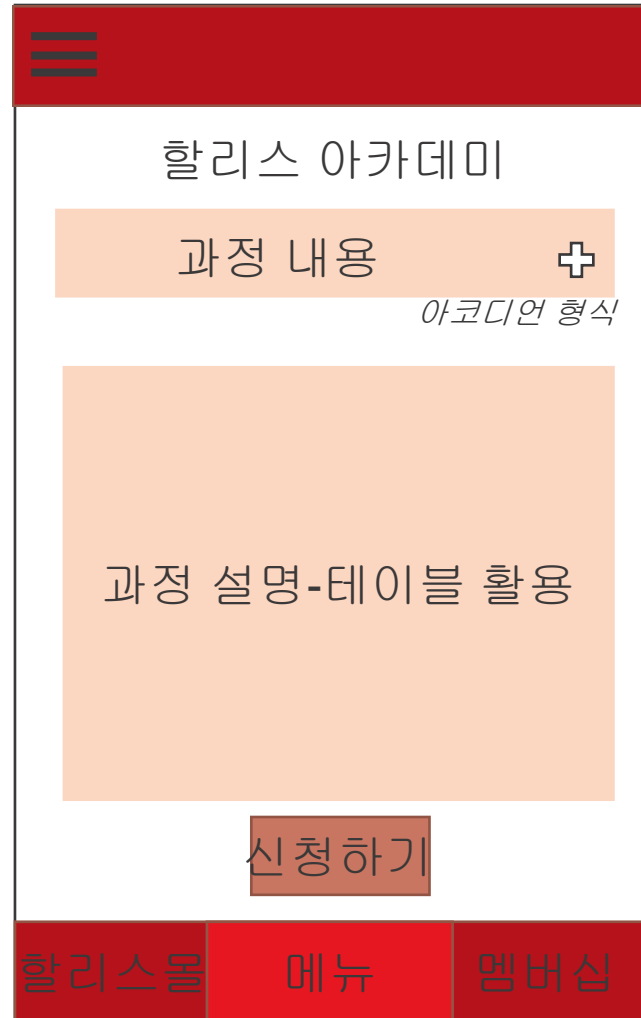 할리스 아카데미
과정 내용
아코디언 형식
과정 설명-테이블 활용
신청하기
할리스몰 메뉴 멤버십